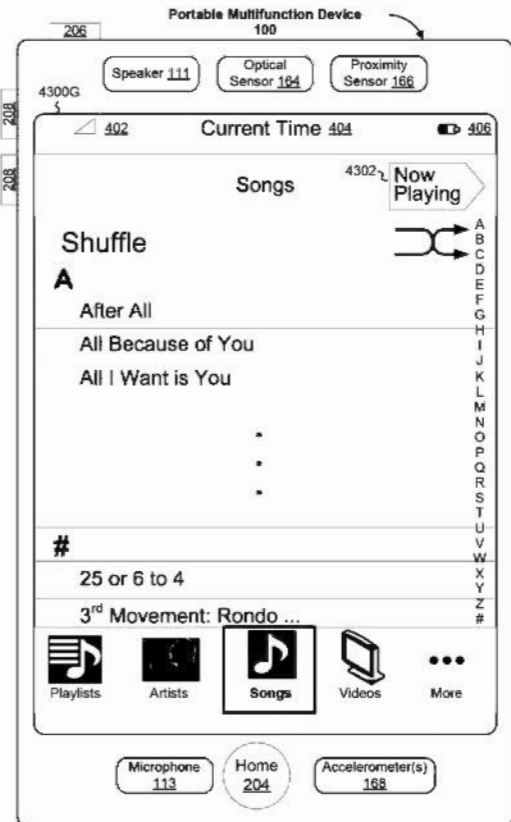 Portable Multifunction Device
100
206
Speaker 111
Optical
Sensor 164
Proximity
Sensor 166
4300G
208
208
402
Current Time 404
406
Songs
4302
Now
Playing
Shuffle
A
B
C
D
E
F
G
H
I
J
K
L
M
N
O
P
Q
R
S
T
U
V
W
X
Y
Z
#
A
After All
All Because of You
All I Want is You
#
25 or 6 to 4
3rd Movement: Rondo ...
Playlists
Artists
Songs
Videos
More
Microphone
113
Home
204
Accelerometer(s)
168